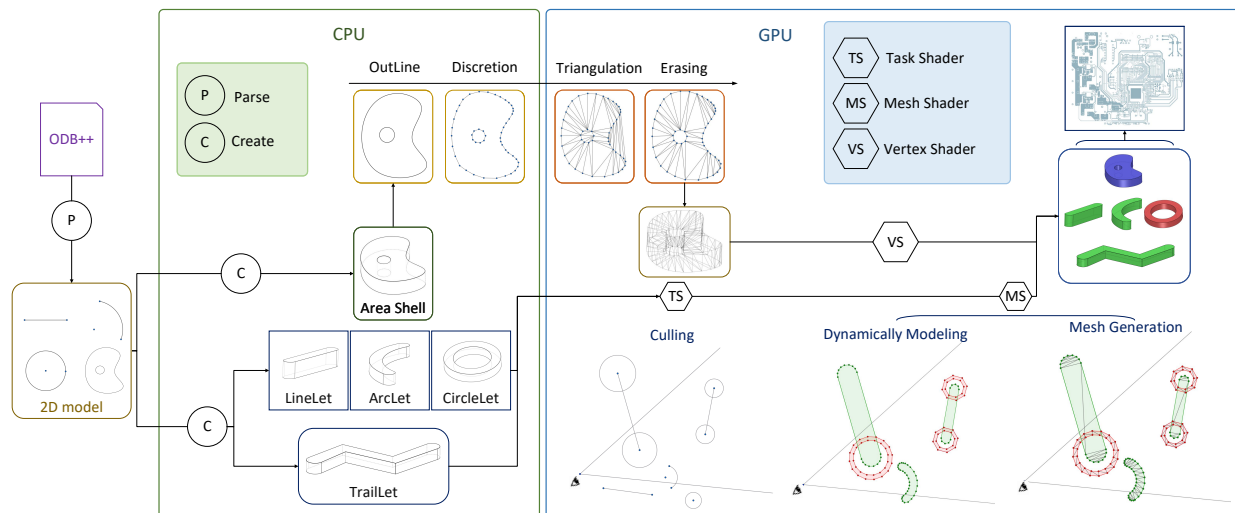 CPU
GPU
P
Parse
C
Create
OutLine
Discretion
Triangulation
Erasing
TS
Task Shader
MS
Mesh Shader
VS
Vertex Shader
ODB++
P
C
Area Shell
VS
TS
MS
2D model
C
LineLet
ArcLet
CircleLet
TrailLet
Culling
Dynamically Modeling
Mesh Generation